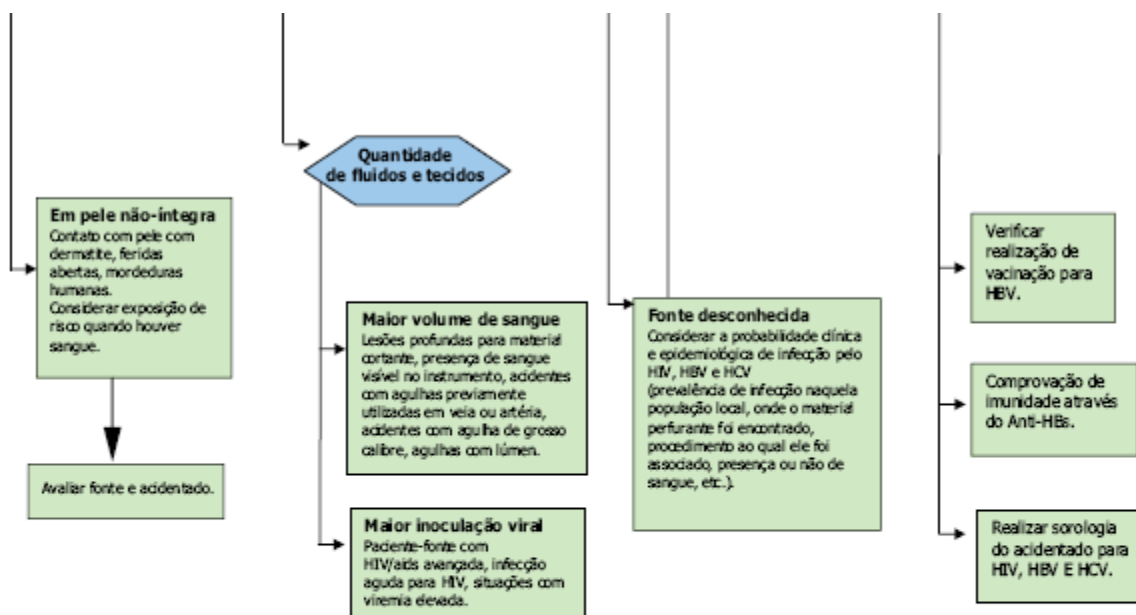 Quantidade
de fluidos e tecidos
Em pele não-íntegra
Contato com pele com
dermatite, feridas
abertas, mordeduras
humanas.
Considerar exposição de
risco quando houver
sangue.
Avaliar fonte e acidentado.
Maior volume de sangue
Lesões profundas para material
cortante, presença de sangue
visível no instrumento, acidentes
com agulhas previamente
utilizadas em veia ou artéria,
acidentes com agulha de grosso
calibre, agulhas com lúmen.
Maior inoculação viral
Paciente-fonte com
HIV/aids avançada, infecção
aguda para HIV, situações com
viremia elevada.
Fonte desconhecida
Considerar a probabilidade clínica
e epidemiológica de infecção pelo
HIV, HBV e HCV
(prevalência de infecção naquela
população local, onde o material
perfurante foi encontrado,
procedimento ao qual ele foi
associado, presença ou não de
sangue, etc.).
Verificar
realização de
vacinação para
HBV.
Comprovação de
imunidade através
do Anti-HBs.
Realizar sorologia
do acidentado para
HIV, HBV E HCV.